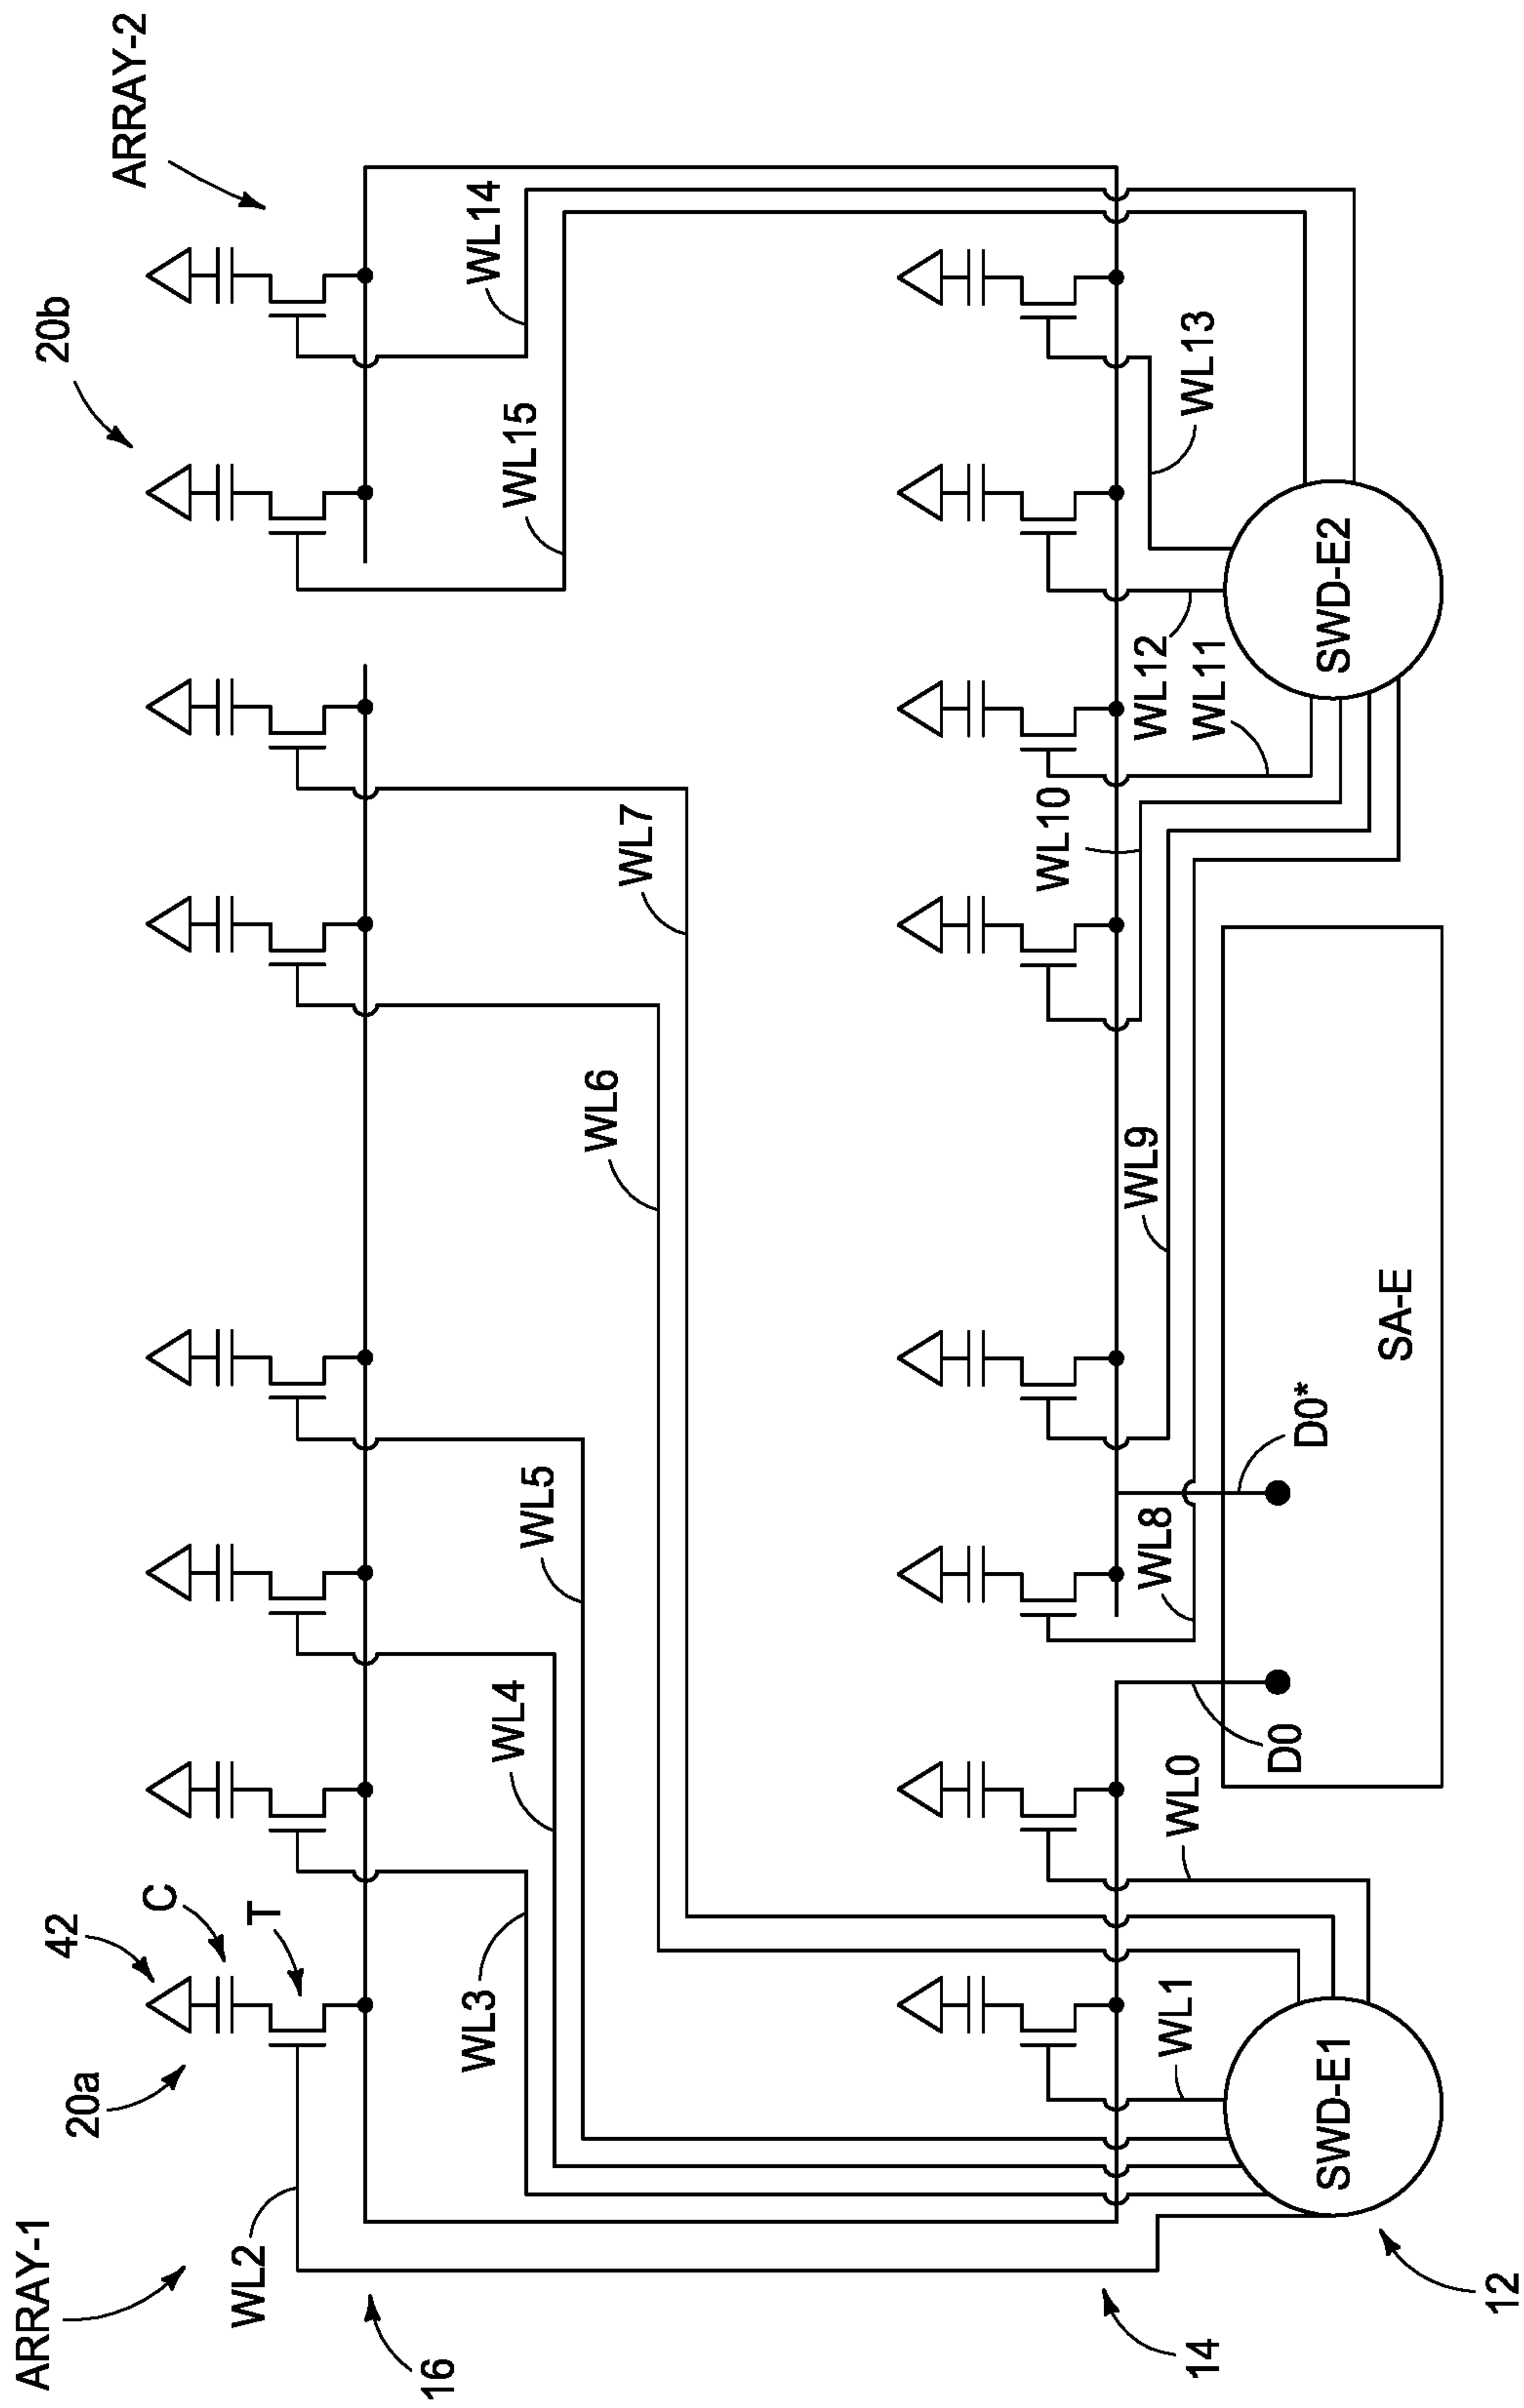 ARRAY-1
ARRAY-2
20a
42
C
T
20b
WL2
16
WL3
WL4
WL5
WL6
WL7
WL15
WL14
14
WL1
WL0
D0
WL8
D0*
WL9
WL10
WL11
WL12
WL13
12
SWD-E1
SA-E
SWD-E2